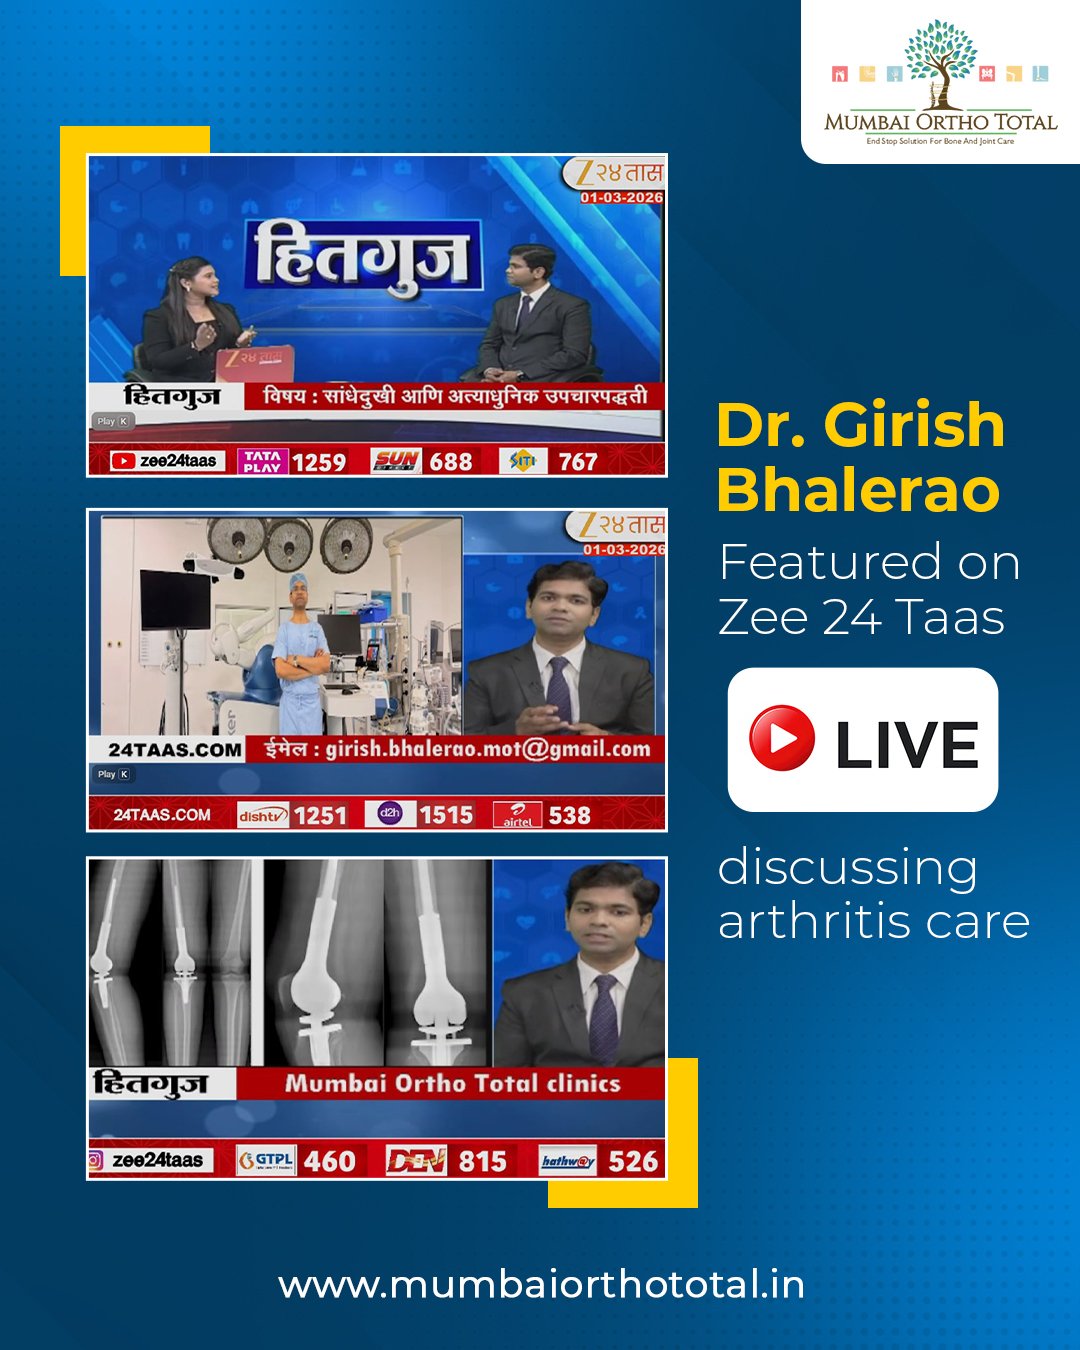 MUMBAI ORTHO TOTAL
End Stop Solution For Bone And Joint Care
Z २४ तास
01-03-2026
हितगुज
Z २४ तास
हितगुज
विषय : सांधेदुखी आणि अत्याधुनिक उपचारपद्धती
Play K
zee24taas
TATA PLAY 1259
SUN 688
SITI 767
Z २४ तास
01-03-2026
24TAAS.COM
ईमेल : girish.bhalerao.mot@gmail.com
Play K
24TAAS.COM
dishtv 1251
d2h 1515
airtel 538
हितगुज
Mumbai Ortho Total clinics
zee24taas
GTPL 460
DEN 815
hathway 526
Dr. Girish
Bhalerao
Featured on
Zee 24 Taas
LIVE
discussing
arthritis care
www.mumbaiorthototal.in